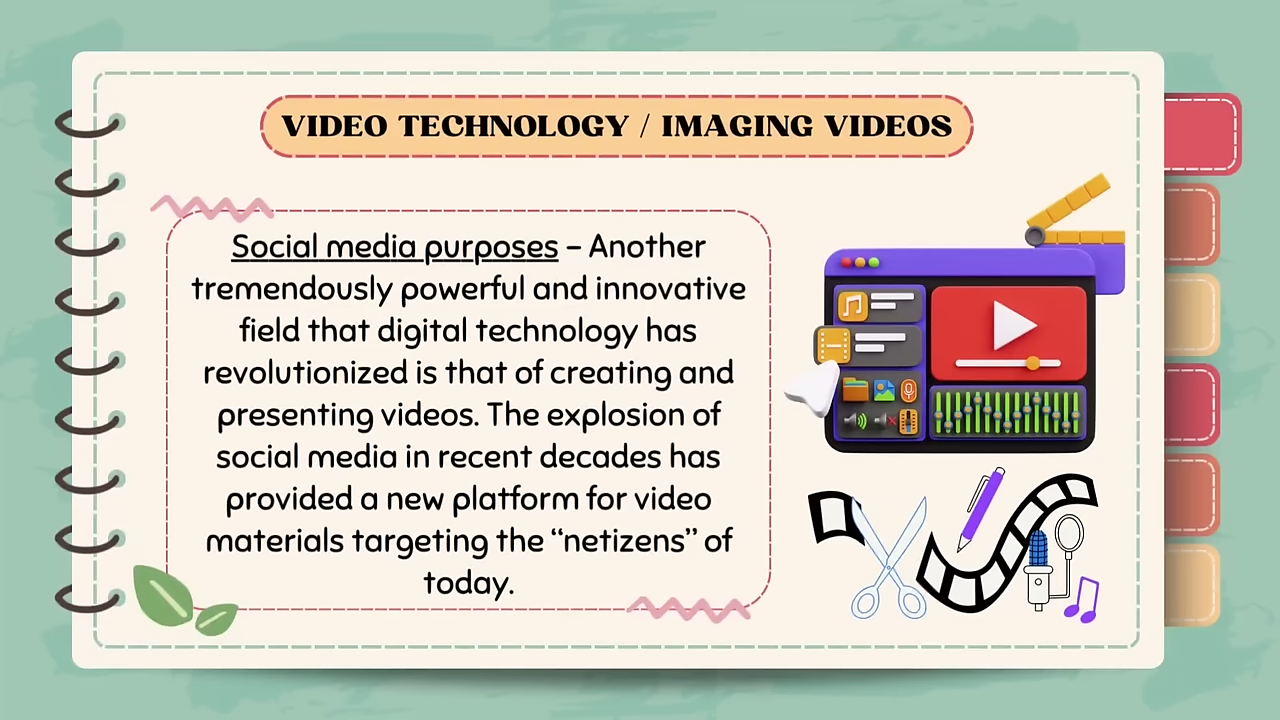 VIDEO TECHNOLOGY / IMAGING VIDEOS
Social media purposes – Another
tremendously powerful and innovative
field that digital technology has
revolutionized is that of creating and
presenting videos. The explosion of
social media in recent decades has
provided a new platform for video
materials targeting the “netizens” of
today.